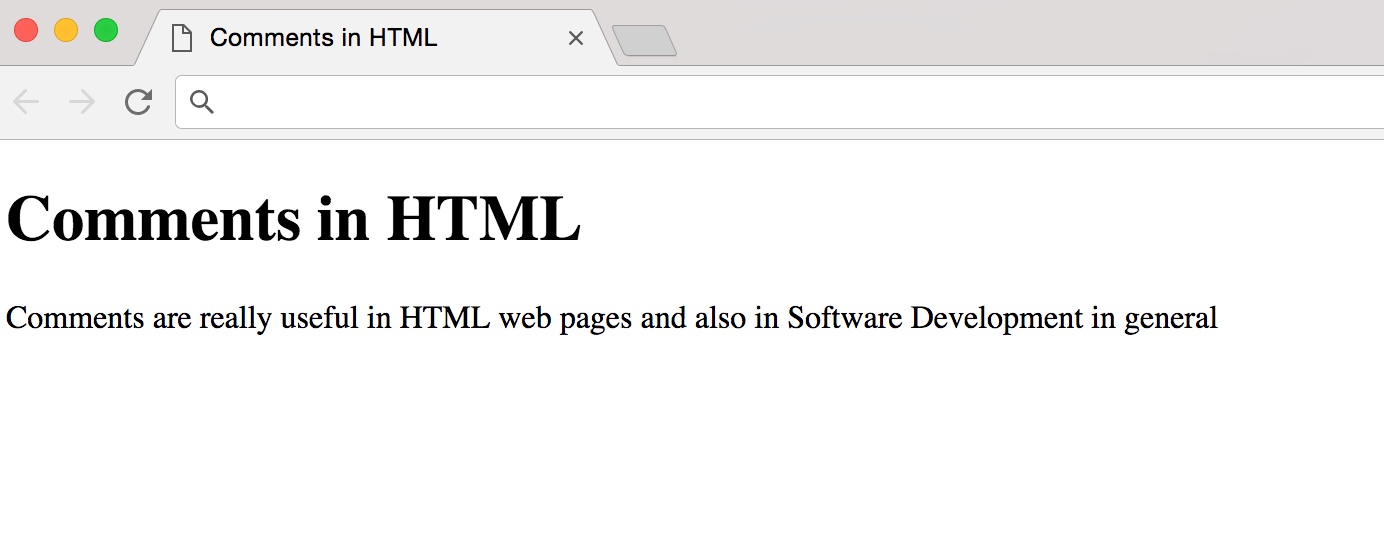 Comments in HTML
Comments in HTML
Comments are really useful in HTML web pages and also in Software Development in general